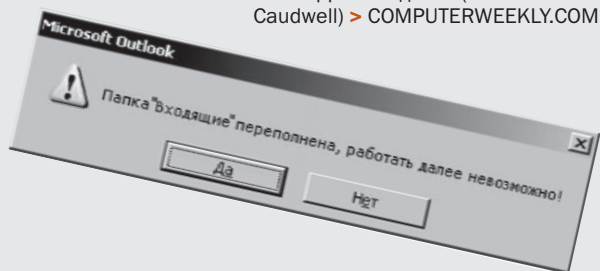 Caudwell) > COMPUTERWEEKLY.COM
Microsoft Outlook
Папка "Входящие" переполнена, работать далее невозможно!
Да
Нет